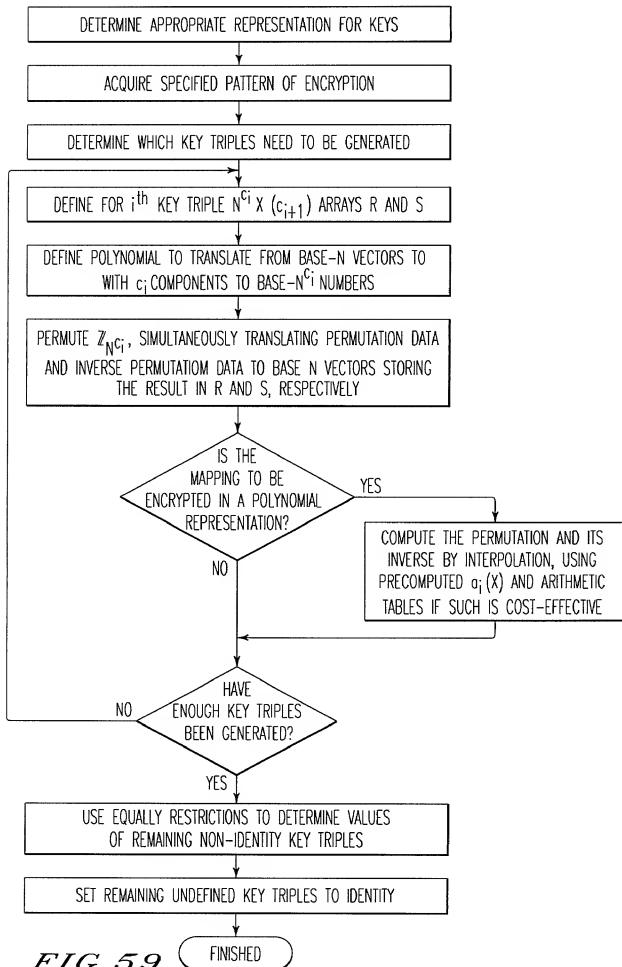 DETERMINE APPROPRIATE REPRESENTATION FOR KEYS
ACQUIRE SPECIFIED PATTERN OF ENCRYPTION
DETERMINE WHICH KEY TRIPLES NEED TO BE GENERATED
DEFINE FOR i^th KEY TRIPLE N^{c_i} X (c_{i+1}) ARRAYS R AND S
DEFINE POLYNOMIAL TO TRANSLATE FROM BASE-N VECTORS TO
WITH c_i COMPONENTS TO BASE-N^{c_i} NUMBERS
PERMUTE ℤ_{N^{c_i}}, SIMULTANEOUSLY TRANSLATING PERMUTATION DATA
AND INVERSE PERMUTATIOM DATA TO BASE N VECTORS STORING
THE RESULT IN R AND S, RESPECTIVELY
IS THE
MAPPING TO BE
ENCRYPTED IN A POLYNOMIAL
REPRESENTATION?
YES
NO
COMPUTE THE PERMUTATION AND ITS
INVERSE BY INTERPOLATION, USING
PRECOMPUTED a_i(X) AND ARITHMETIC
TABLES IF SUCH IS COST-EFFECTIVE
HAVE
ENOUGH KEY TRIPLES
BEEN GENERATED?
NO
YES
USE EQUALLY RESTRICTIONS TO DETERMINE VALUES
OF REMAINING NON-IDENTITY KEY TRIPLES
SET REMAINING UNDEFINED KEY TRIPLES TO IDENTITY
FINISHED
FIG. 59